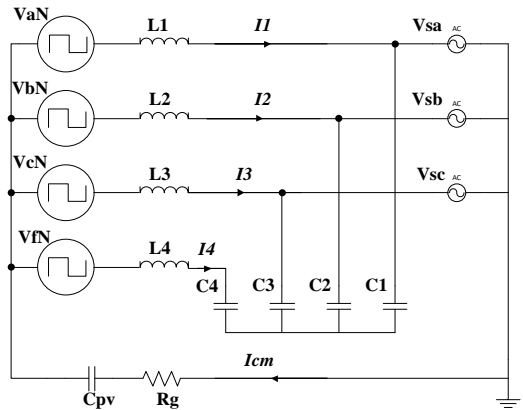 VaN L1 I1 Vsa AC
VbN L2 I2 Vsb AC
VcN L3 I3 Vsc AC
VfN L4 I4
C4 C3 C2 C1
Icm
Cpv Rg